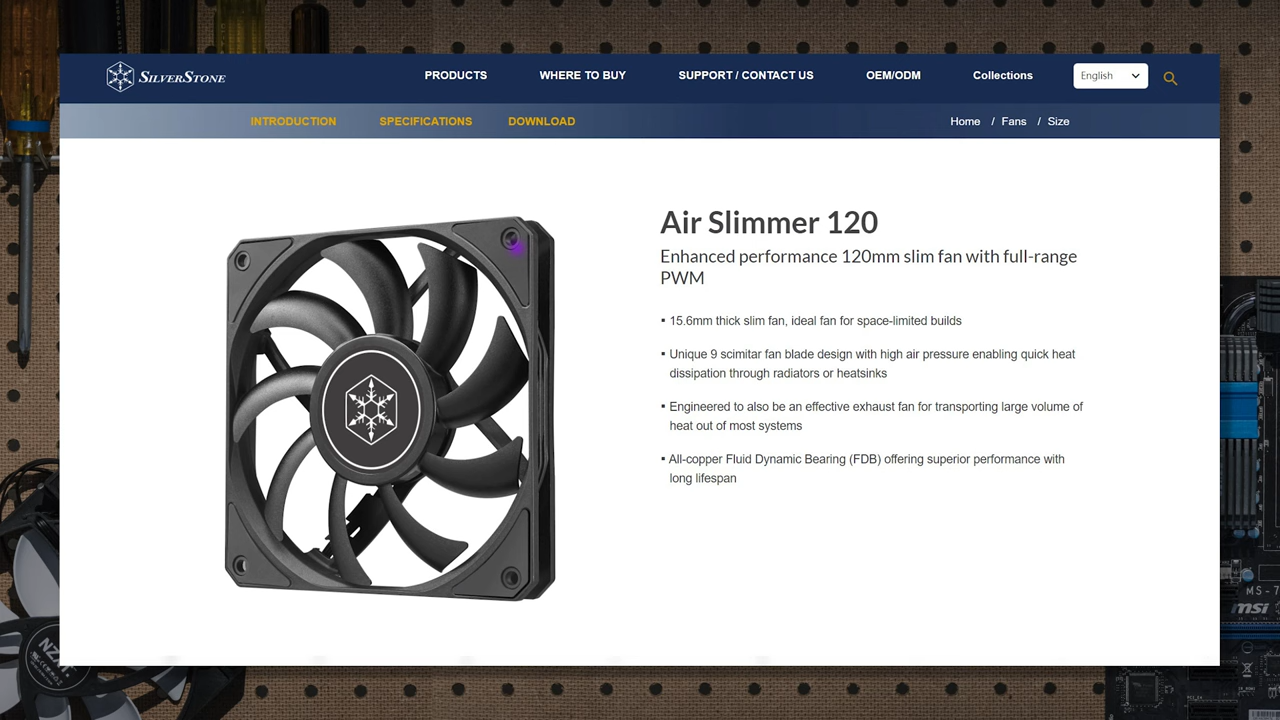 SILVERSTONE
PRODUCTS
WHERE TO BUY
SUPPORT / CONTACT US
OEM/ODM
Collections
English
INTRODUCTION
SPECIFICATIONS
DOWNLOAD
Home / Fans / Size
Air Slimmer 120
Enhanced performance 120mm slim fan with full-range
PWM
▪ 15.6mm thick slim fan, ideal fan for space-limited builds
▪ Unique 9 scimitar fan blade design with high air pressure enabling quick heat
dissipation through radiators or heatsinks
▪ Engineered to also be an effective exhaust fan for transporting large volume of
heat out of most systems
▪ All-copper Fluid Dynamic Bearing (FDB) offering superior performance with
long lifespan
MS-7
msi
NZXT